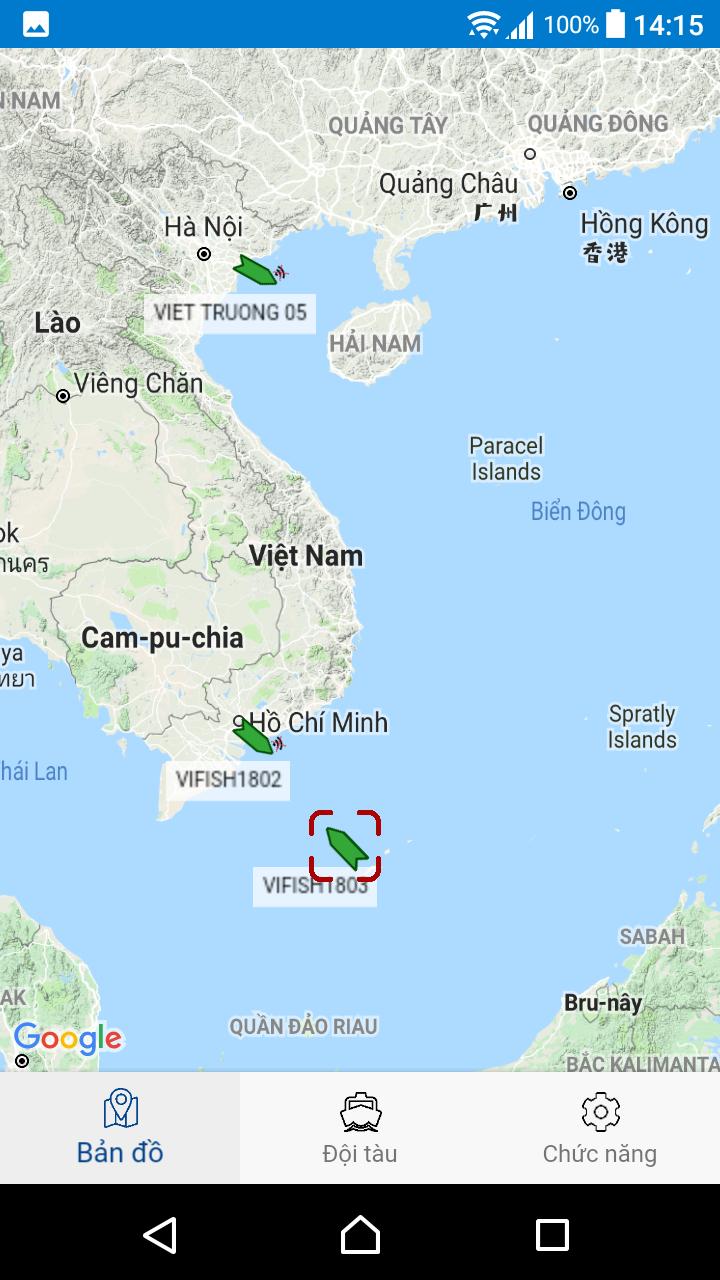 100% 14:15
N NAM
QUẢNG TÂY
QUẢNG ĐÔNG
Quảng Châu
广州
Hồng Kông
香港
Hà Nội
VIET TRUONG 05
Lào
HẢI NAM
Viêng Chăn
Paracel
Islands
Biển Đông
ok
านคร
Việt Nam
Cam-pu-chia
ya
ทยา
Hồ Chí Minh
Spratly
Islands
hái Lan
VIFISH1802
VIFISH1803
SABAH
AK
Bru-nây
QUẦN ĐẢO RIAU
Google
BẮC KALIMANTA
Bản đồ
Đội tàu
Chức năng